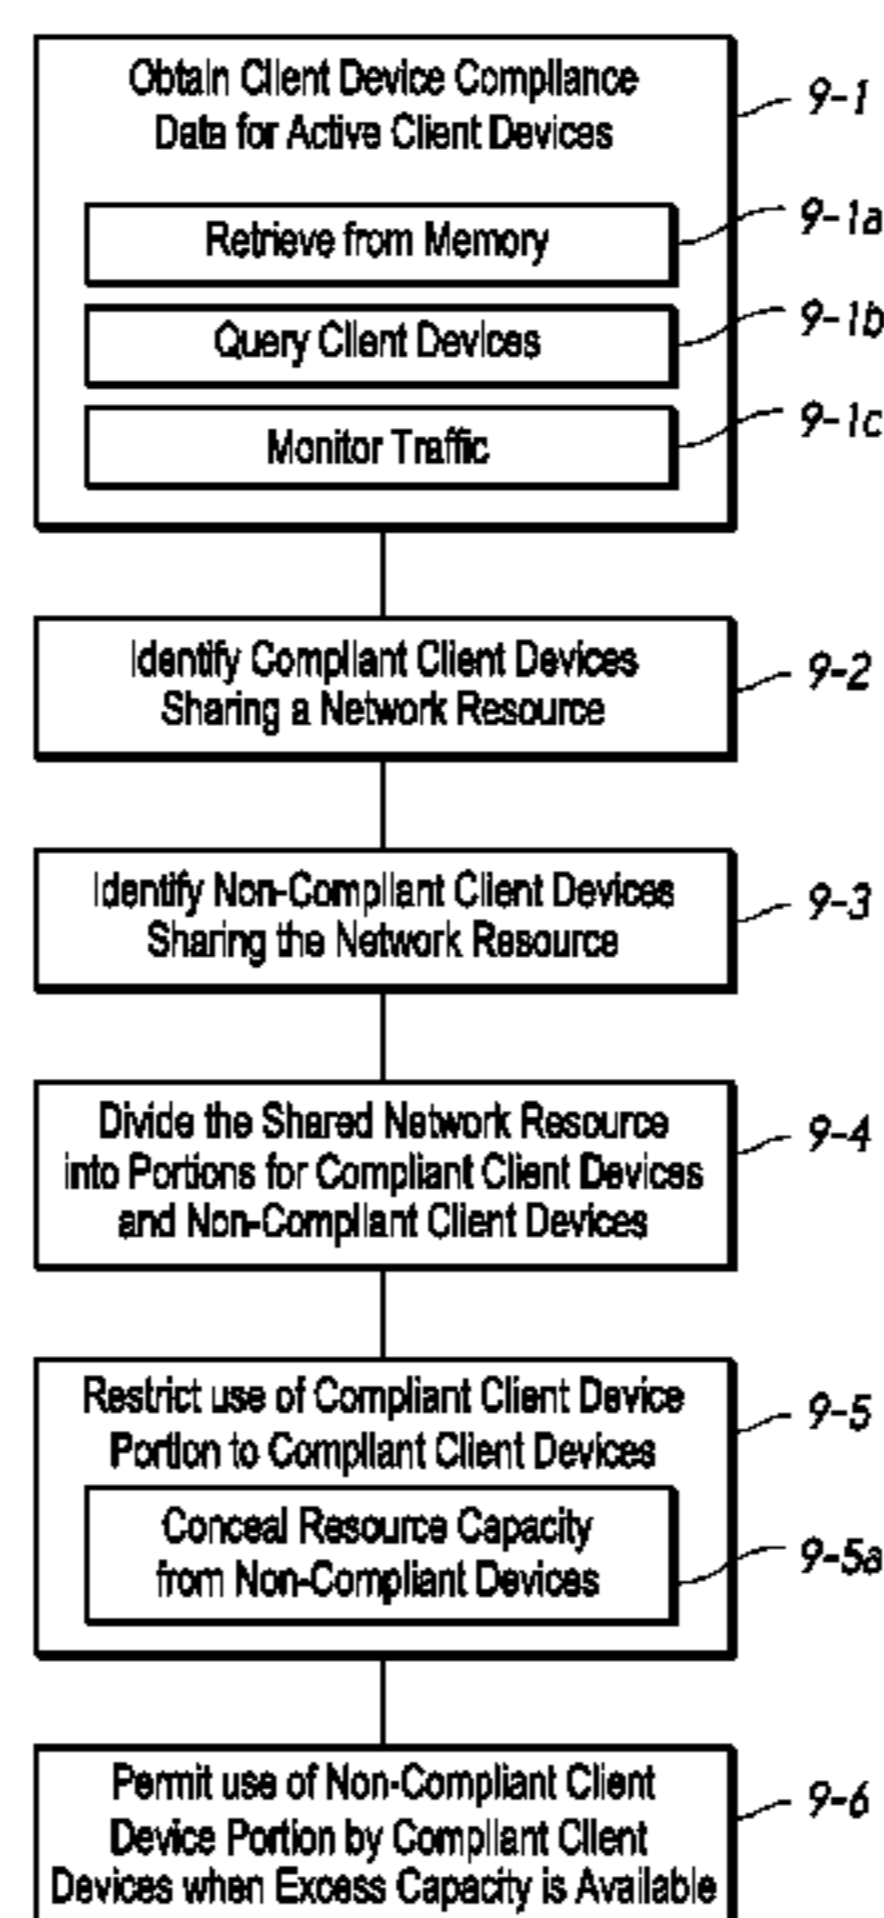 Obtain Client Device Compliance
Data for Active Client Devices
9-1
Retrieve from Memory
9-1a
Query Client Devices
9-1b
Monitor Traffic
9-1c
Identify Compliant Client Devices
Sharing a Network Resource
9-2
Identify Non-Compliant Client Devices
Sharing the Network Resource
9-3
Divide the Shared Network Resource
into Portions for Compliant Client Devices
and Non-Compliant Client Devices
9-4
Restrict use of Compliant Client Device
Portion to Compliant Client Devices
9-5
Conceal Resource Capacity
from Non-Compliant Devices
9-5a
Permit use of Non-Compliant Client
Device Portion by Compliant Client
Devices when Excess Capacity is Available
9-6